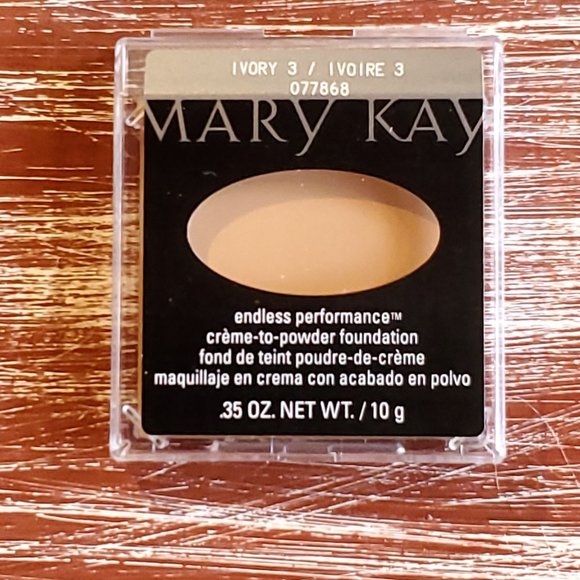 IVORY 3 / IVOIRE 3
077868
MARY KAY
endless performance™
crème-to-powder foundation
fond de teint poudre-de-crème
maquillaje en crema con acabado en polvo
.35 OZ. NET WT. / 10 g